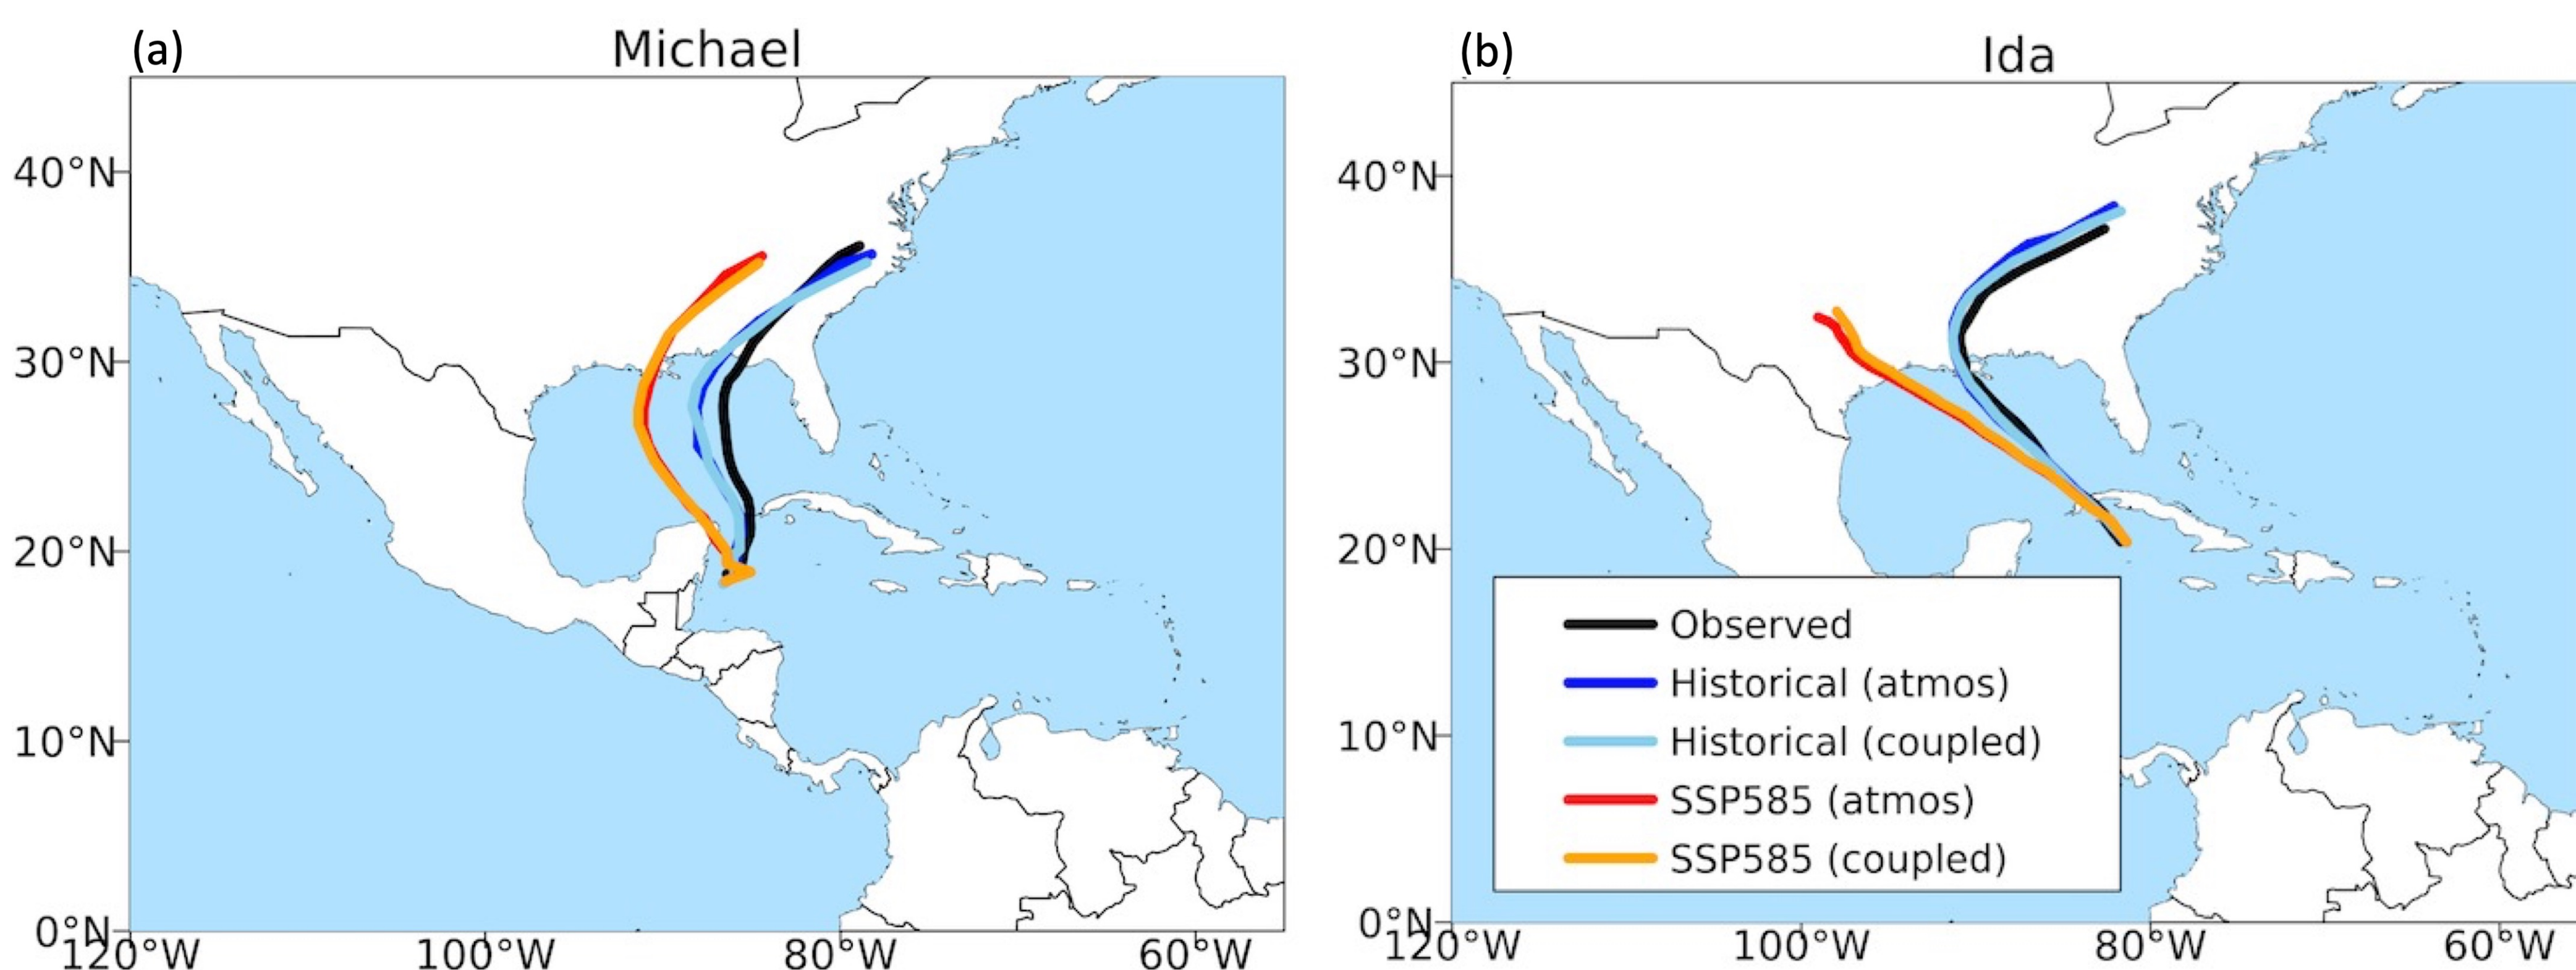 (a) Michael
40°N
30°N
20°N
10°N
0°N
120°W 100°W 80°W 60°W
(b) Ida
40°N
30°N
20°N
10°N
0°N
120°W 100°W 80°W 60°W
Observed
Historical (atmos)
Historical (coupled)
SSP585 (atmos)
SSP585 (coupled)